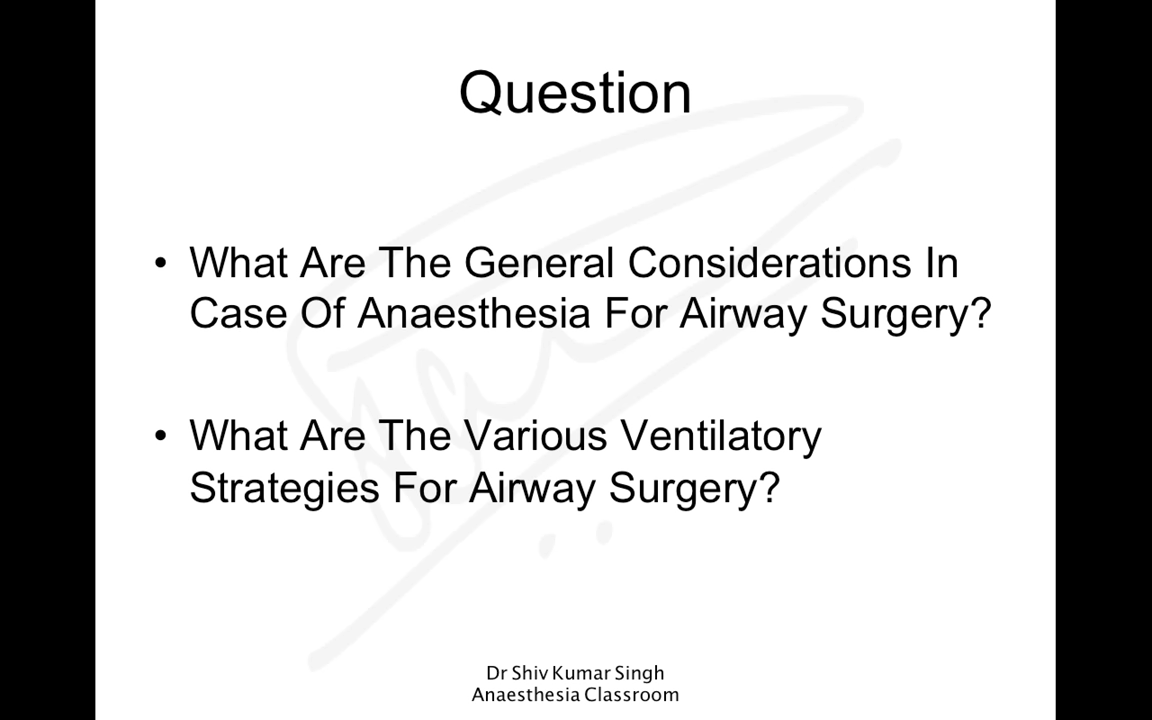 Question
• What Are The General Considerations In
Case Of Anaesthesia For Airway Surgery?
• What Are The Various Ventilatory
Strategies For Airway Surgery?
Dr Shiv Kumar Singh
Anaesthesia Classroom